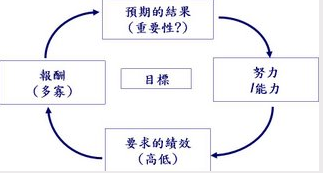 預期的結果
(重要性?)
報酬
(多寡)
目標
努力
/能力
要求的績效
(高低)